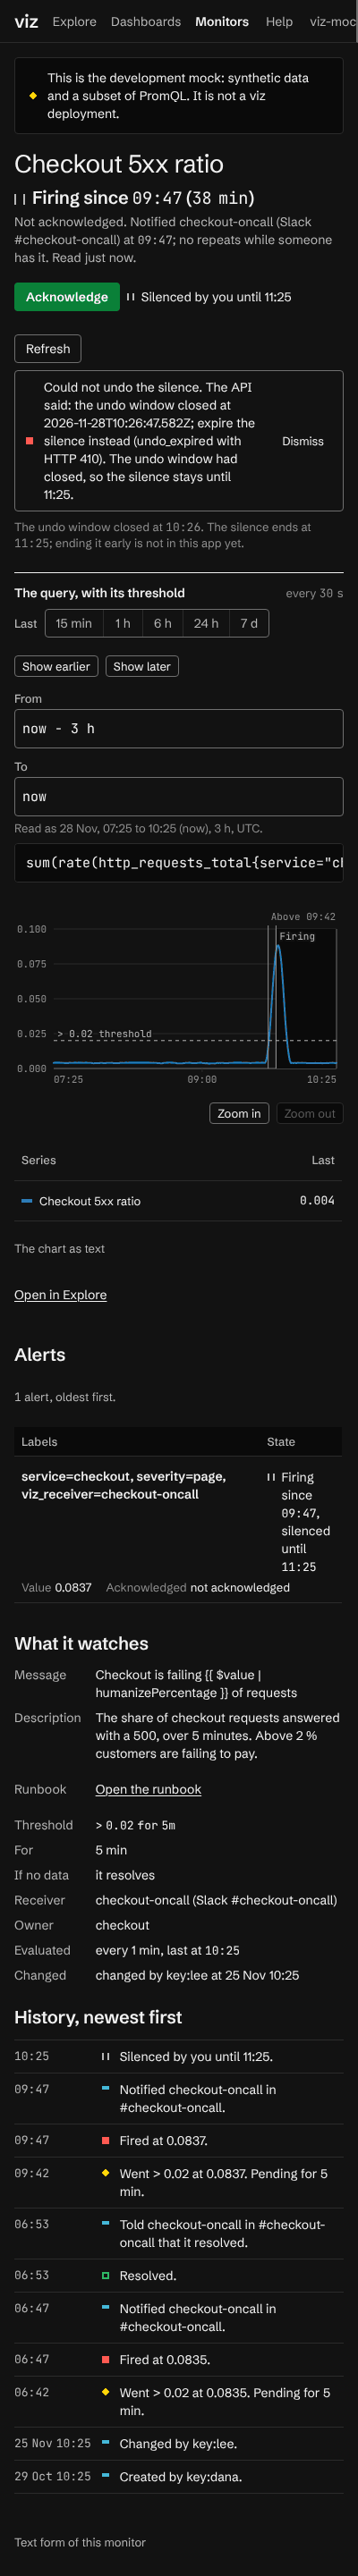 viz Explore Dashboards Monitors Help viz-moc
This is the development mock: synthetic data
and a subset of PromQL. It is not a viz
deployment.
Checkout 5xx ratio
Firing since 09:47 (38 min)
Not acknowledged. Notified checkout-oncall (Slack
#checkout-oncall) at 09:47; no repeats while someone
has it. Read just now.
Acknowledge Silenced by you until 11:25
Refresh
Could not undo the silence. The API
said: the undo window closed at
2026-11-28T10:26:47.582Z; expire the
silence instead (undo_expired with
HTTP 410). The undo window had
closed, so the silence stays until
11:25.
Dismiss
The undo window closed at 10:26. The silence ends at
11:25; ending it early is not in this app yet.
The query, with its threshold every 30 s
Last 15 min 1 h 6 h 24 h 7 d
Show earlier Show later
From
now - 3 h
To
now
Read as 28 Nov, 07:25 to 10:25 (now), 3 h, UTC.
sum(rate(http_requests_total{service="ch
Above 09:42
0.100 Firing
0.075
0.050
0.025 > 0.02 threshold
0.000
07:25 09:00 10:25
Zoom in Zoom out
Series Last
Checkout 5xx ratio 0.004
The chart as text
Open in Explore
Alerts
1 alert, oldest first.
Labels State
service=checkout, severity=page,
viz_receiver=checkout-oncall
Firing
since
09:47,
silenced
until
11:25
Value 0.0837 Acknowledged not acknowledged
What it watches
Message Checkout is failing {{ $value |
humanizePercentage }} of requests
Description The share of checkout requests answered
with a 500, over 5 minutes. Above 2 %
customers are failing to pay.
Runbook Open the runbook
Threshold > 0.02 for 5m
For 5 min
If no data it resolves
Receiver checkout-oncall (Slack #checkout-oncall)
Owner checkout
Evaluated every 1 min, last at 10:25
Changed changed by key:lee at 25 Nov 10:25
History, newest first
10:25 Silenced by you until 11:25.
09:47 Notified checkout-oncall in
#checkout-oncall.
09:47 Fired at 0.0837.
09:42 Went > 0.02 at 0.0837. Pending for 5
min.
06:53 Told checkout-oncall in #checkout-
oncall that it resolved.
06:53 Resolved.
06:47 Notified checkout-oncall in
#checkout-oncall.
06:47 Fired at 0.0835.
06:42 Went > 0.02 at 0.0835. Pending for 5
min.
25 Nov 10:25 Changed by key:lee.
29 Oct 10:25 Created by key:dana.
Text form of this monitor